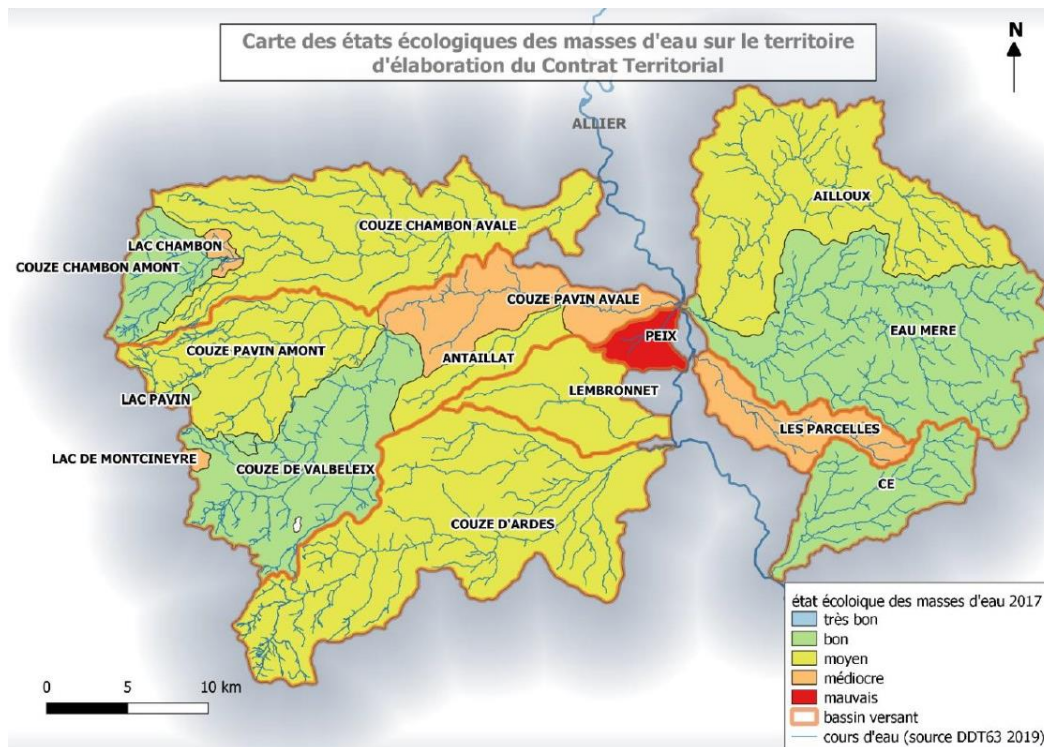 Carte des états écologiques des masses d'eau sur le territoire
d'élaboration du Contrat Territorial
N
ALLIER
AILLOUX
COUZE CHAMBON AVALE
LAC CHAMBON
COUZE CHAMBON AMONT
COUZE PAVIN AVALE
EAU MERE
PEIX
COUZE PAVIN AMONT
ANTAILLAT
LEMBRONNET
LAC PAVIN
LES PARCELLES
LAC DE MONTCINEYRE
COUZE DE VALBELEIX
CE
COUZE D'ARDES
état écoloique des masses d'eau 2017
très bon
bon
moyen
médiocre
mauvais
bassin versant
cours d'eau (source DDT63 2019)
0 5 10 km